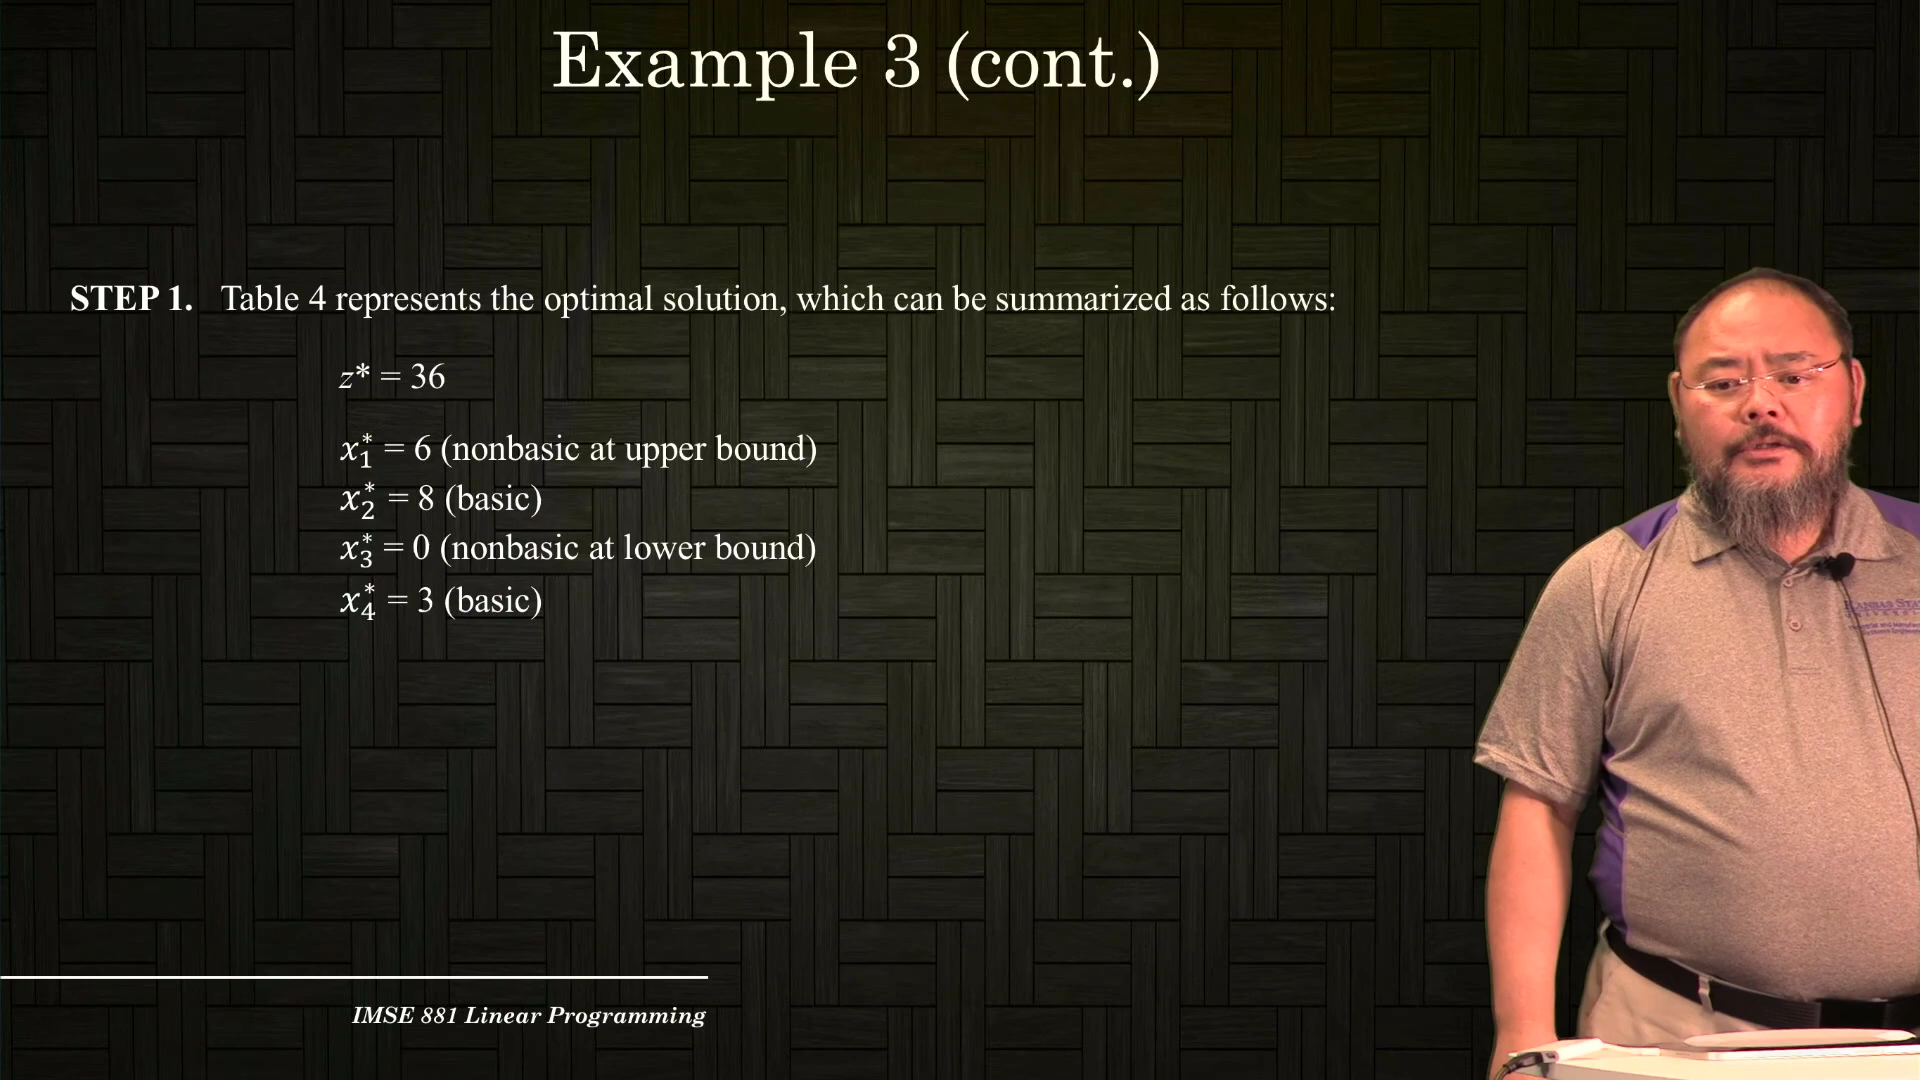 Example 3 (cont.)
STEP 1. Table 4 represents the optimal solution, which can be summarized as follows:
z* = 36
x₁* = 6 (nonbasic at upper bound)
x₂* = 8 (basic)
x₃* = 0 (nonbasic at lower bound)
x₄* = 3 (basic)
IMSE 881 Linear Programming